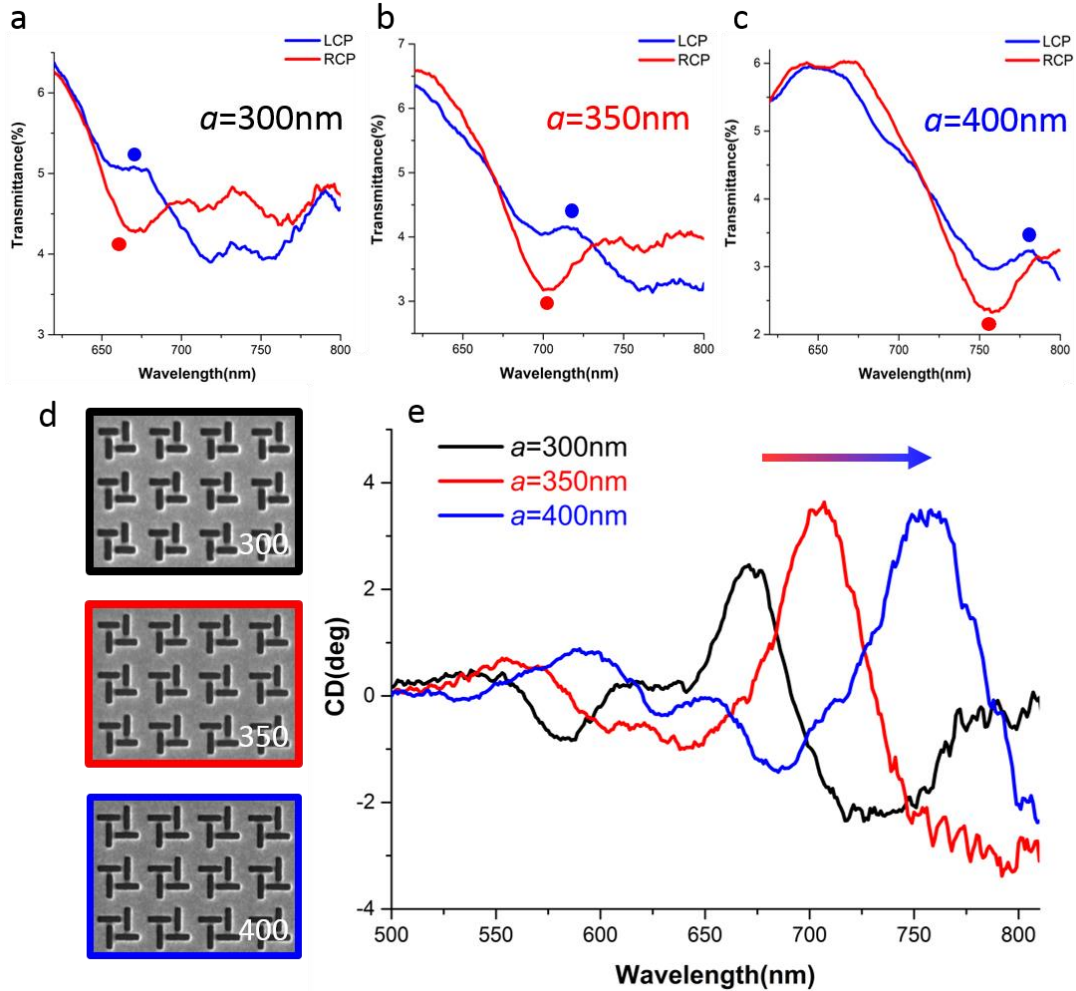 a
LCP
RCP
a=300nm
Transmittance(%)
6
5
4
3
650
700
750
800
Wavelength(nm)
b
LCP
RCP
a=350nm
Transmittance(%)
7
6
5
4
3
650
700
750
800
Wavelength(nm)
c
LCP
RCP
a=400nm
Transmittance(%)
6
5
4
3
2
650
700
750
800
Wavelength(nm)
d
300
350
400
e
a=300nm
a=350nm
a=400nm
CD(deg)
4
2
0
-2
-4
500
550
600
650
700
750
800
Wavelength(nm)